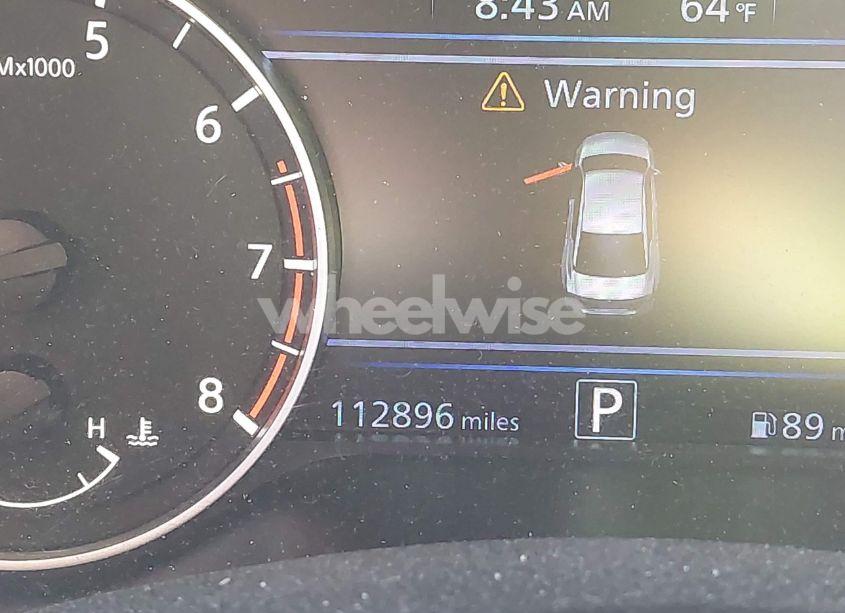 8:43 AM 64°F
5
Mx1000
Warning
6
7
wheelwise
8
112896 miles P 89 m
H